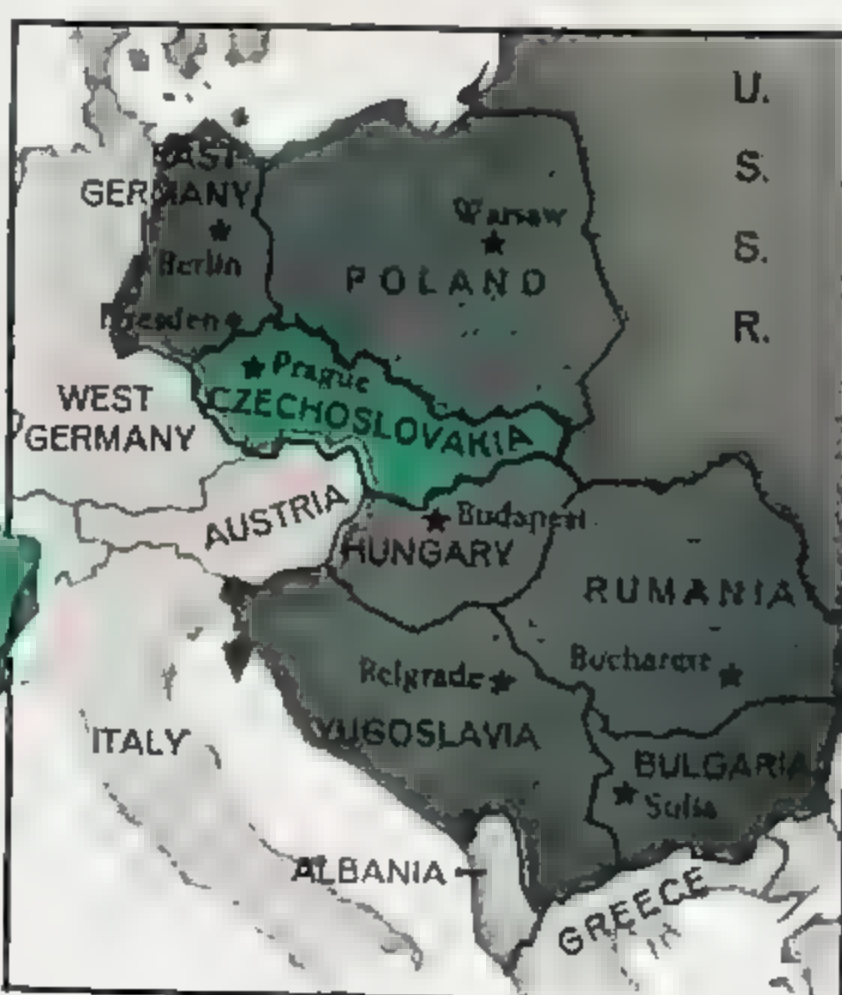 U.
S.
S.
R.
EAST
GERMANY
Warsaw
Berlin
POLAND
Dresden
Prague
WEST
GERMANY
CZECHOSLOVAKIA
AUSTRIA
Budapest
HUNGARY
RUMANIA
Bucharest
Belgrade
ITALY
YUGOSLAVIA
BULGARIA
Sofia
ALBANIA
GREECE